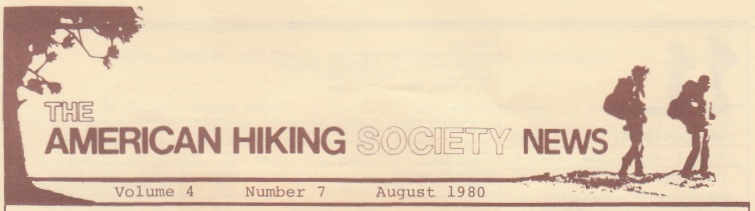 THE
AMERICAN HIKING SOCIETY NEWS
Volume 4 Number 7 August 1980